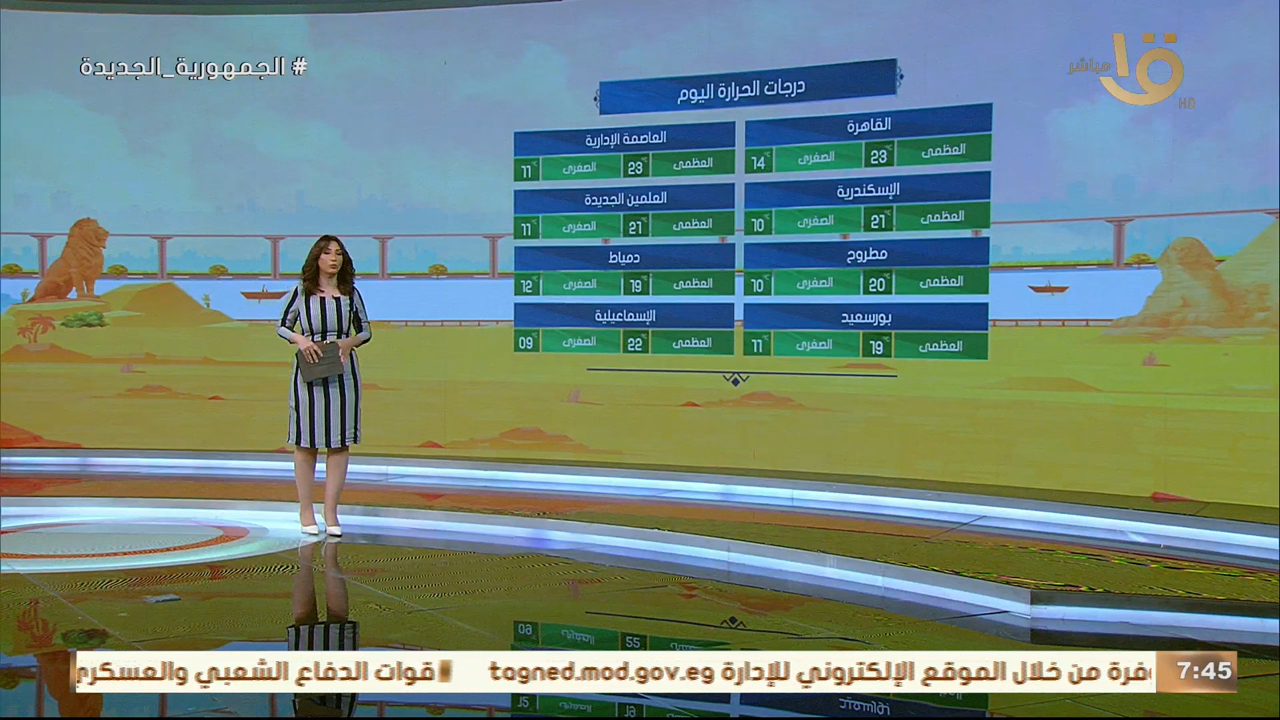 # الجمهورية_الجديدة
مباشر
HD
درجات الحرارة اليوم
القاهرة
العظمى 23 °C الصغرى 14 °C
العاصمة الإدارية
العظمى 23 °C الصغرى 11 °C
الإسكندرية
العظمى 21 °C الصغرى 10 °C
العلمين الجديدة
العظمى 21 °C الصغرى 11 °C
مطروح
العظمى 20 °C الصغرى 10 °C
دمياط
العظمى 19 °C الصغرى 12 °C
بورسعيد
العظمى 19 °C الصغرى 11 °C
الإسماعيلية
العظمى 22 °C الصغرى 09 °C
من خلال الموقع الإلكتروني للإدارة tagned.mod.gov.eg قوات الدفاع الشعبي
7:45